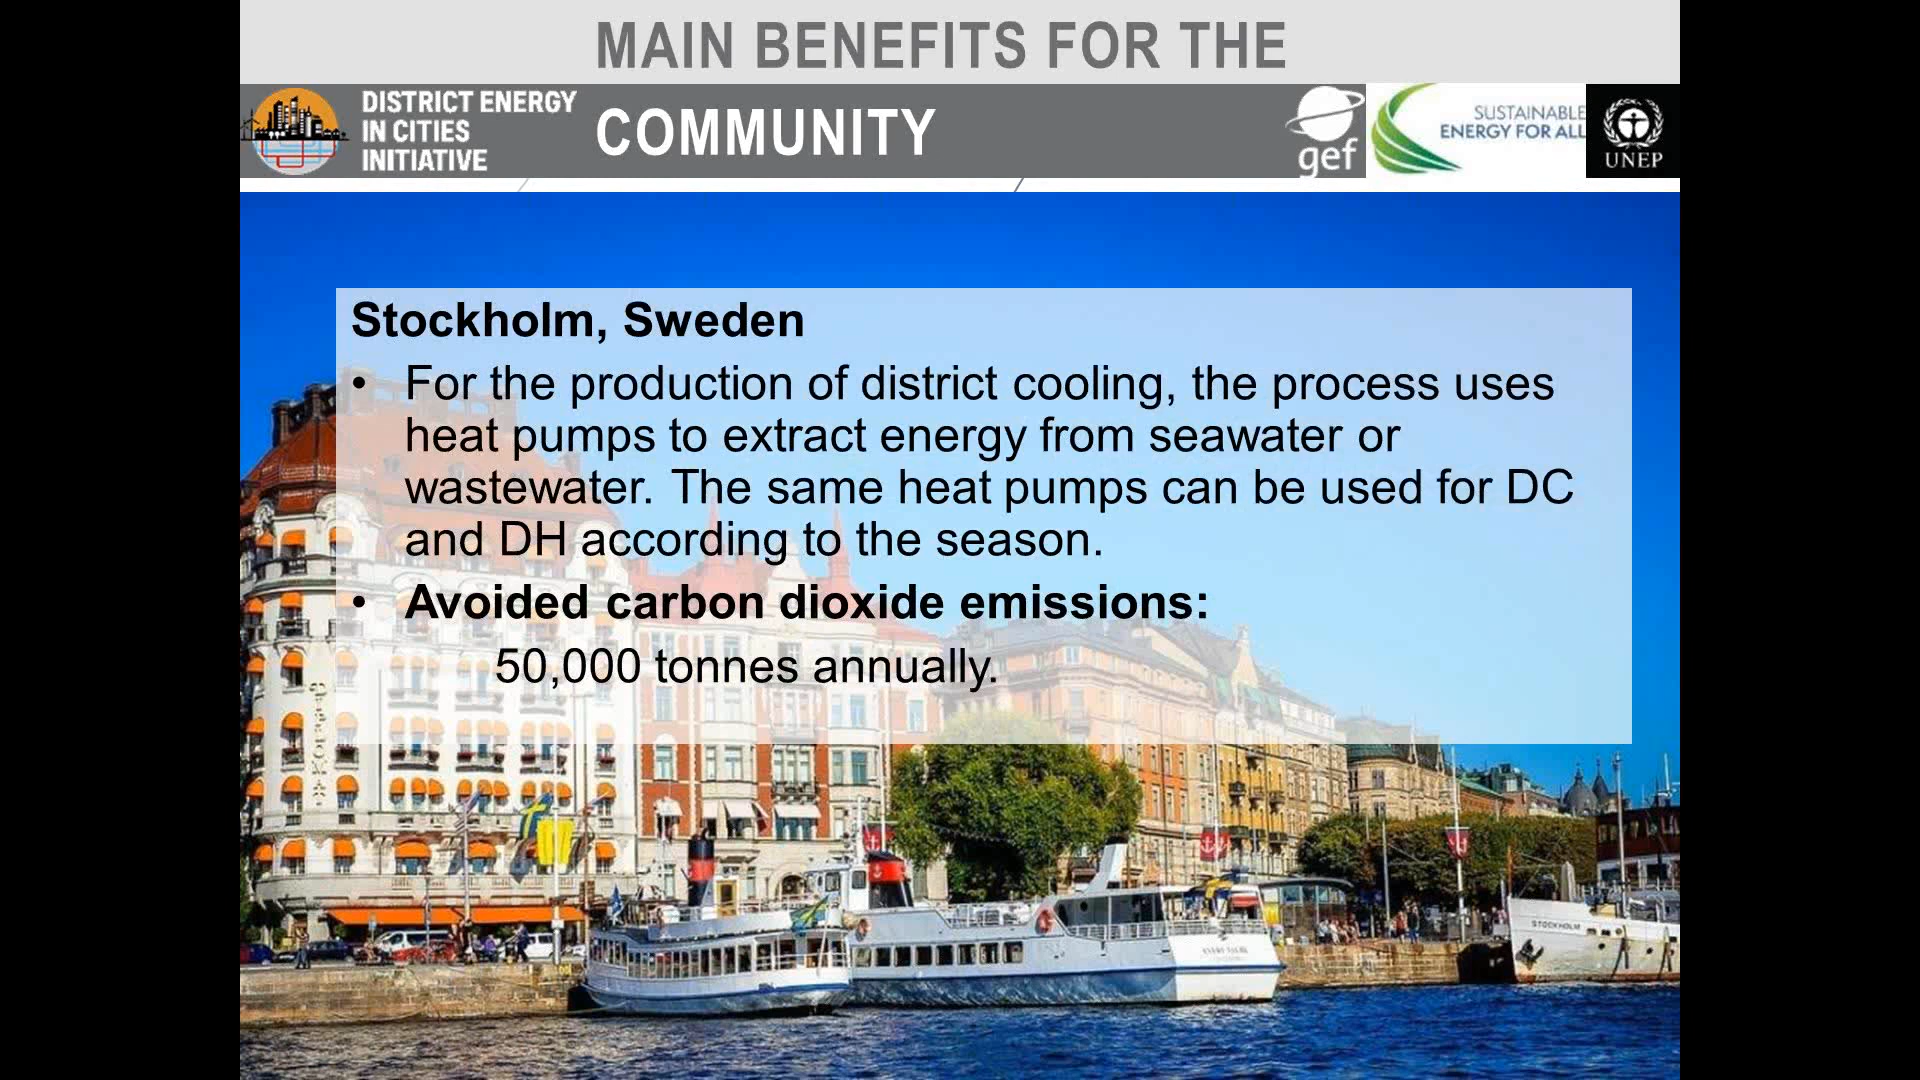 MAIN BENEFITS FOR THE
COMMUNITY
DISTRICT ENERGY
IN CITIES
INITIATIVE
gef
SUSTAINABLE
ENERGY FOR ALL
UNEP
Stockholm, Sweden
• For the production of district cooling, the process uses
heat pumps to extract energy from seawater or
wastewater. The same heat pumps can be used for DC
and DH according to the season.
• Avoided carbon dioxide emissions:
50,000 tonnes annually.
DIPLOMAT
STOCKHOLM